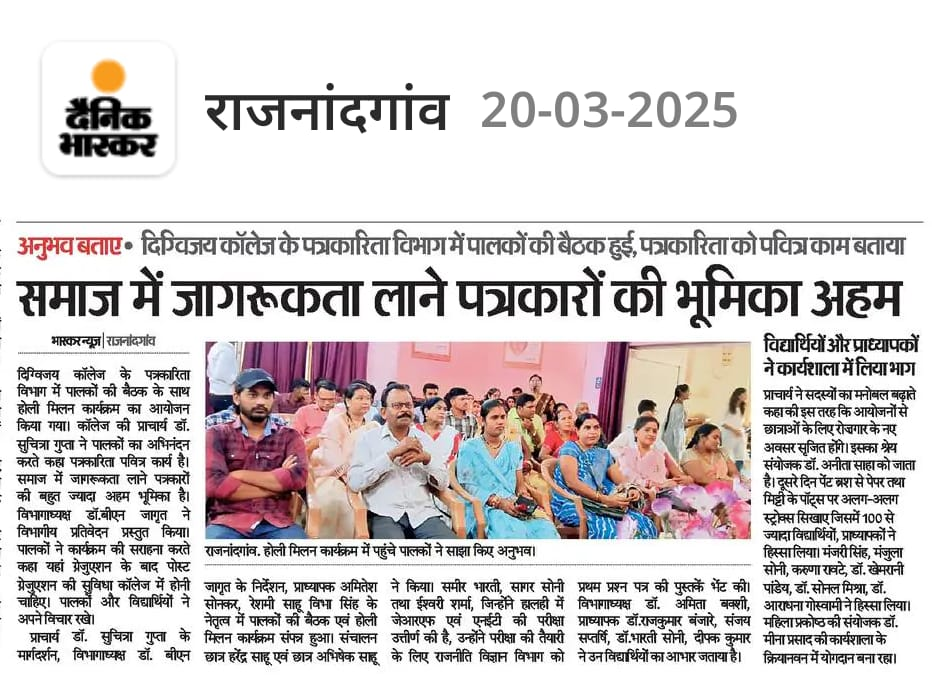 दैनिक
भास्कर
राजनांदगांव 20-03-2025
अनुभव बताए • दिग्विजय कॉलेज के पत्रकारिता विभाग में पालकों की बैठक हुई, पत्रकारिता को पवित्र काम बताया
समाज में जागरूकता लाने पत्रकारों की भूमिका अहम
भास्कर न्यूज | राजनांदगांव
दिग्विजय कॉलेज के पत्रकारिता
विभाग में पालकों की बैठक के साथ
होली मिलन कार्यक्रम का आयोजन
किया गया। कॉलेज की प्राचार्य डॉ.
सुचित्रा गुप्ता ने पालकों का अभिनंदन
करते कहा पत्रकारिता पवित्र कार्य है।
समाज में जागरूकता लाने पत्रकारों
की बहुत ज्यादा अहम भूमिका है।
विभागाध्यक्ष डॉ.बीएन जागृत ने
विभागीय प्रतिवेदन प्रस्तुत किया।
पालकों ने कार्यक्रम की सराहना करते
कहा यहां ग्रेजुएशन के बाद पोस्ट
ग्रेजुएशन की सुविधा कॉलेज में होनी
चाहिए। पालकों और विद्यार्थियों ने
अपने विचार रखे।
प्राचार्य डॉ. सुचित्रा गुप्ता के
मार्गदर्शन, विभागाध्यक्ष डॉ. बीएन
राजनांदगांव. होली मिलन कार्यक्रम में पहुंचे पालकों ने साझा किए अनुभव।
जागृत के निर्देशन, प्राध्यापक अमितेश
सोनकर, रेशमी साहू विभा सिंह के
नेतृत्व में पालकों की बैठक एवं होली
मिलन कार्यक्रम संपन्न हुआ। संचालन
छात्र हरेंद्र साहू एवं छात्र अभिषेक साहू
ने किया। समीर भारती, सागर सोनी
तथा ईश्वरी शर्मा, जिन्होंने हालही में
जेआरएफ एवं एनईटी की परीक्षा
उत्तीर्ण की है, उन्होंने परीक्षा की तैयारी
के लिए राजनीति विज्ञान विभाग को
प्रथम प्रश्न पत्र की पुस्तकें भेंट की।
विभागाध्यक्ष डॉ. अमिता बक्शी,
प्राध्यापक डॉ.राजकुमार बंजारे, संजय
सप्तर्षि, डॉ.भारती सोनी, दीपक कुमार
ने उन विद्यार्थियों का आभार जताया है।
विद्यार्थियों और प्राध्यापकों
ने कार्यशाला में लिया भाग
प्राचार्य ने सदस्यों का मनोबल बढ़ाते
कहा की इस तरह कि आयोजनों से
छात्राओं के लिए रोजगार के नए
अवसर सृजित होंगे। इसका श्रेय
संयोजक डॉ. अनीता साहा को जाता
है। दूसरे दिन पेंट ब्रश से पेपर तथा
मिट्टी के पॉट्स पर अलग-अलग
स्ट्रोक्स सिखाए जिसमें 100 से
ज्यादा विद्यार्थियों, प्राध्यापकों ने
हिस्सा लिया। मंजरी सिंह, मंजुला
सोनी, करुणा रावटे, डॉ. खेमरानी
पांडेय, डॉ. सोनल मिश्रा, डॉ.
आराधना गोस्वामी ने हिस्सा लिया।
महिला प्रकोष्ठ की संयोजक डॉ.
मीना प्रसाद की कार्यशाला के
क्रियानवन में योगदान बना रहा।